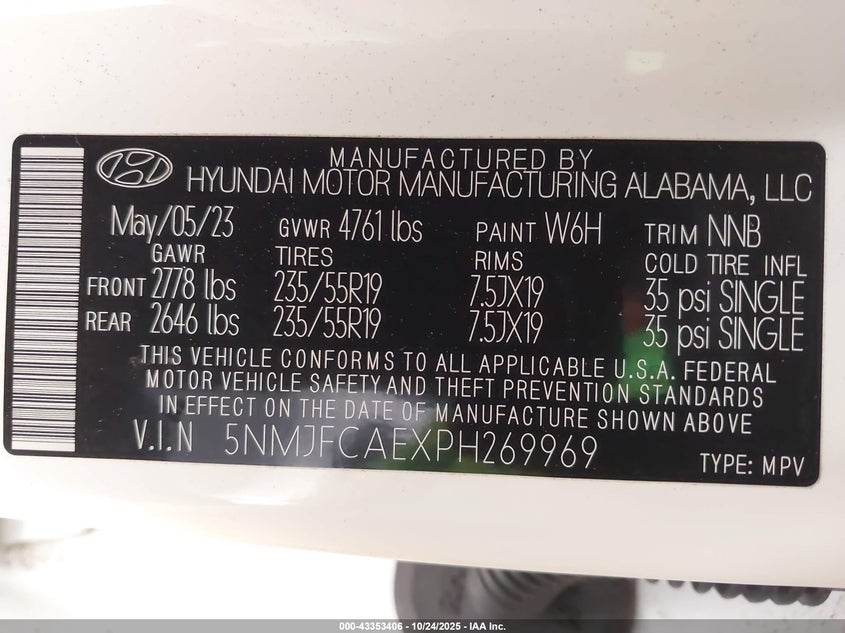 MANUFACTURED BY
HYUNDAI MOTOR MANUFACTURING ALABAMA, LLC
May/05/23 GVWR 4761 lbs PAINT W6H TRIM NNB
GAWR TIRES RIMS COLD TIRE INFL
FRONT 2778 lbs 235/55R19 7.5JX19 35 psi SINGLE
REAR 2646 lbs 235/55R19 7.5JX19 35 psi SINGLE
THIS VEHICLE CONFORMS TO ALL APPLICABLE U.S.A. FEDERAL
MOTOR VEHICLE SAFETY AND THEFT PREVENTION STANDARDS
IN EFFECT ON THE DATE OF MANUFACTURE SHOWN ABOVE
V.I.N 5NMJFCAEXPH269969 TYPE: MPV
000-43353406 - 10/24/2025 - IAA Inc.